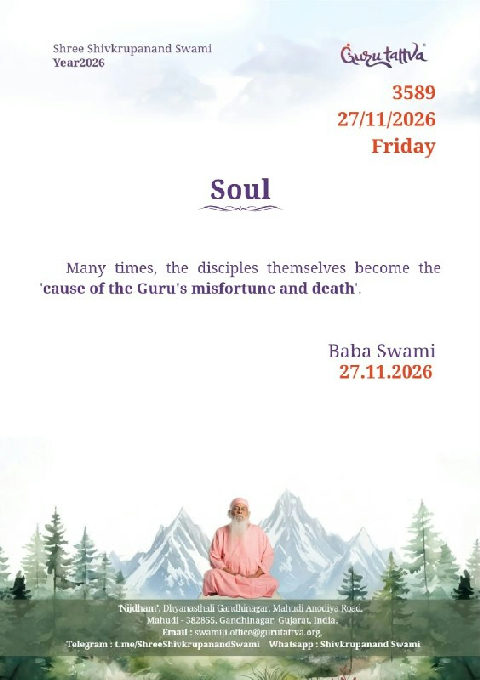 Shree Shivkrupanand Swami
Year2026
Gurutattva
3589
27/11/2026
Friday
Soul
Many times, the disciples themselves become the
'cause of the Guru's misfortune and death'.
Baba Swami
27.11.2026
'Nijdham', Dhyanasthali Gandhinagar, Mahudi Anodiya Road,
Mahudi - 382855, Gandhinagar, Gujarat, India.
Email : swamiji.office@gurutattva.org,
Telegram : t.me/ShreeShivkrupanandSwami Whatsapp : Shivkrupanand Swami